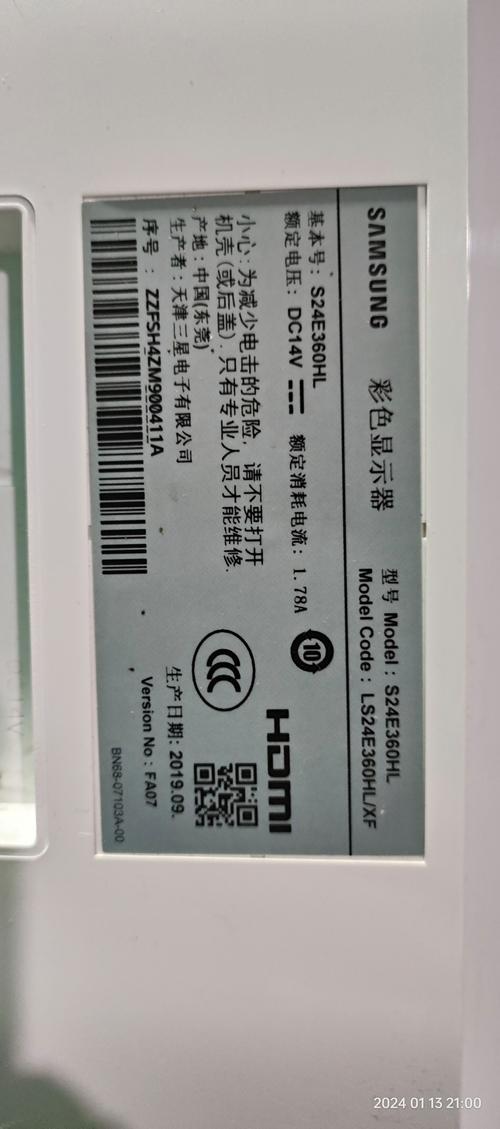 SAMSUNG 彩色显示器
型号 Model : S24E360HL
Model Code : LS24E360HL/XF
基本号: S24E360HL
额定电压: DC14V 额定消耗电流: 1.78A
10
HDMI
小心:为减少电击的危险, 请不要打开
机壳(或后盖).只有专业人员才能维修.
CCC
产地:中国(东莞)
生产者:天津三星电子有限公司
生产日期: 2019.09.
序号 : ZZFSH4ZM900411A
Version No : FA07
BN68-07103A-00
2024 01 13 21:00